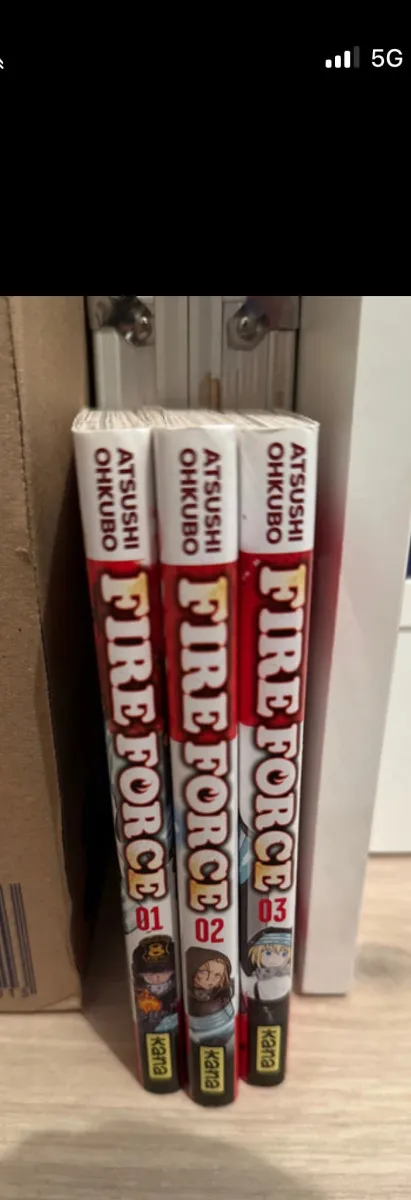 5G
ATSUSHI
OHKUBO
FIRE FORCE
01
kana
ATSUSHI
OHKUBO
FIRE FORCE
02
kana
ATSUSHI
OHKUBO
FIRE FORCE
03
kana
8